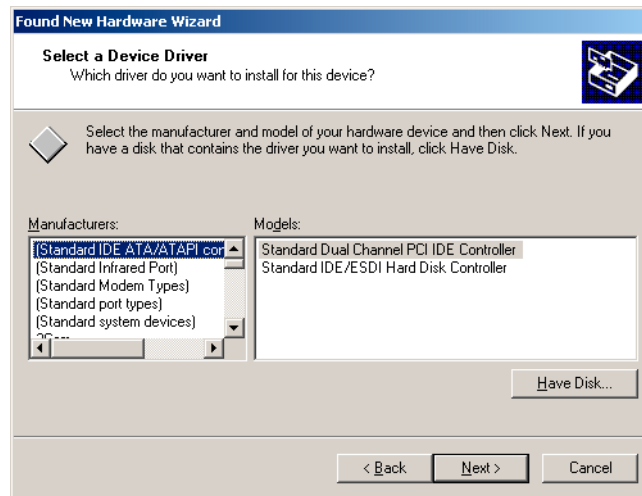 Found New Hardware Wizard
Select a Device Driver
Which driver do you want to install for this device?
Select the manufacturer and model of your hardware device and then click Next. If you
have a disk that contains the driver you want to install, click Have Disk.
Manufacturers:
(Standard IDE ATA/ATAPI con
(Standard Infrared Port)
(Standard Modem Types)
(Standard port types)
(Standard system devices)
Models:
Standard Dual Channel PCI IDE Controller
Standard IDE/ESDI Hard Disk Controller
Have Disk...
< Back
Next >
Cancel